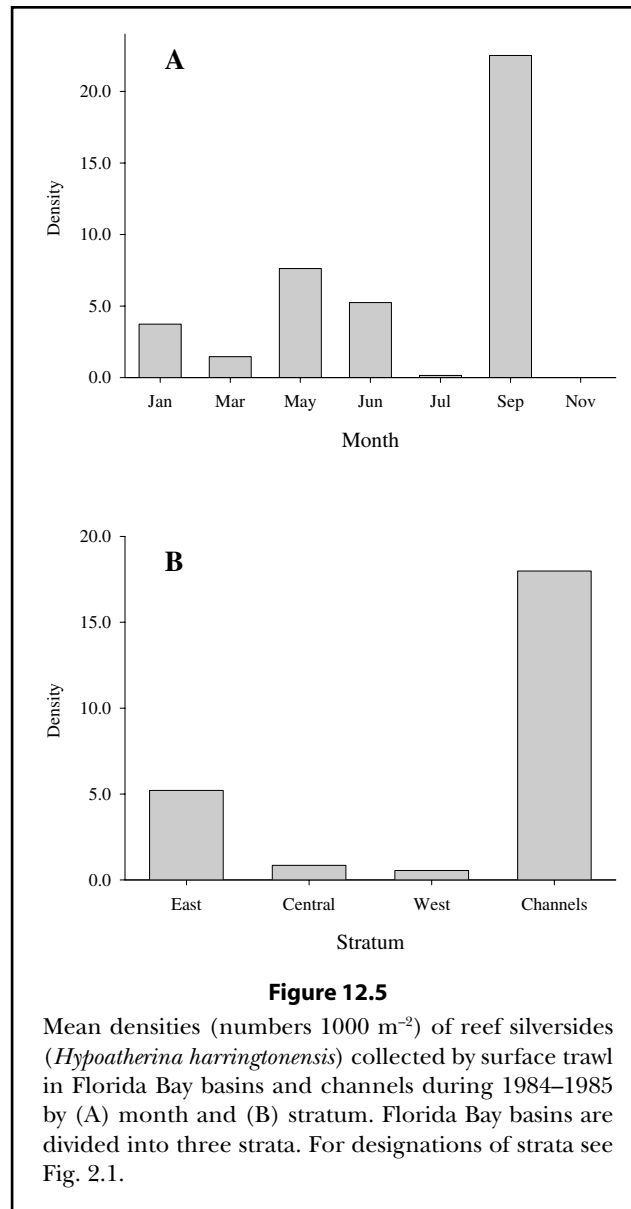 A
20.0
15.0
10.0
5.0
0.0
Density
Jan Mar May Jun Jul Sep Nov
Month
B
20.0
15.0
10.0
5.0
0.0
Density
East Central West Channels
Stratum
Figure 12.5
Mean densities (numbers 1000 m⁻²) of reef silversides
(Hypoatherina harringtonensis) collected by surface trawl
in Florida Bay basins and channels during 1984–1985
by (A) month and (B) stratum. Florida Bay basins are
divided into three strata. For designations of strata see
Fig. 2.1.